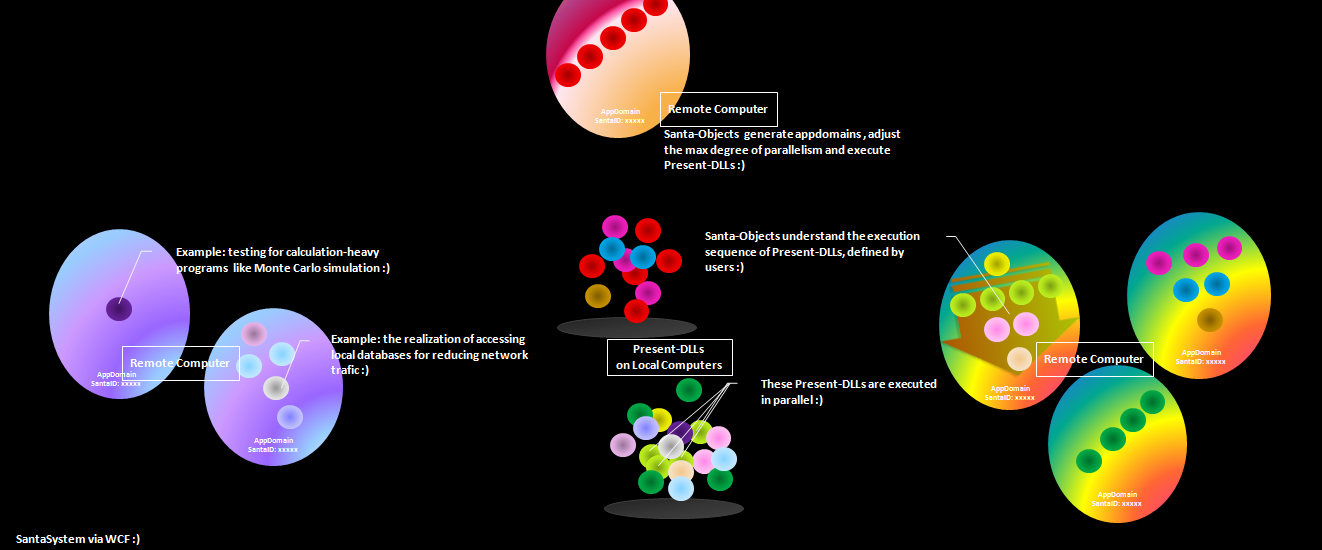 AppDomain
SantaID: xxxxx
Remote Computer
Santa-Objects generate appdomains, adjust
the max degree of parallelism and execute
Present-DLLs :)
Example: testing for calculation-heavy
programs like Monte Carlo simulation :)
AppDomain
SantaID: xxxxx
Remote Computer
Example: the realization of accessing
local databases for reducing network
trafic :)
AppDomain
SantaID: xxxxx
Santa-Objects understand the execution
sequence of Present-DLLs, defined by
users :)
Present-DLLs
on Local Computers
These Present-DLLs are executed
in parallel :)
AppDomain
SantaID: xxxxx
Remote Computer
AppDomain
SantaID: xxxxx
AppDomain
SantaID: xxxxx
SantaSystem via WCF :)